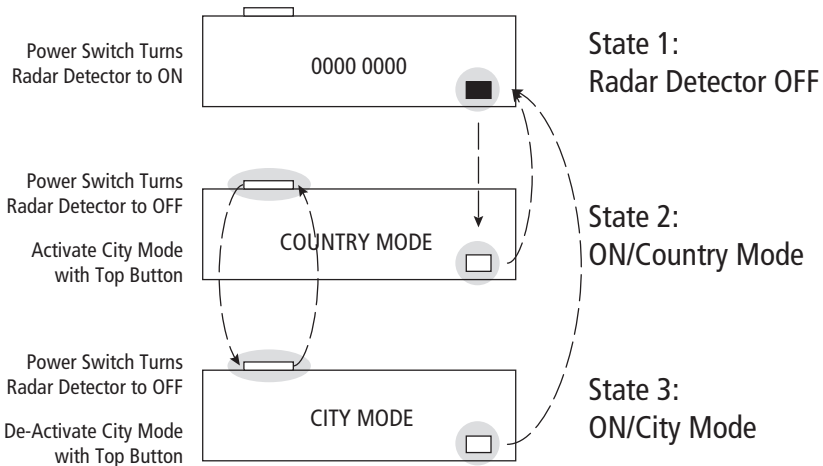 Power Switch Turns
Radar Detector to ON
0000 0000
State 1:
Radar Detector OFF
Power Switch Turns
Radar Detector to OFF
Activate City Mode
with Top Button
COUNTRY MODE
State 2:
ON/Country Mode
Power Switch Turns
Radar Detector to OFF
De-Activate City Mode
with Top Button
CITY MODE
State 3:
ON/City Mode